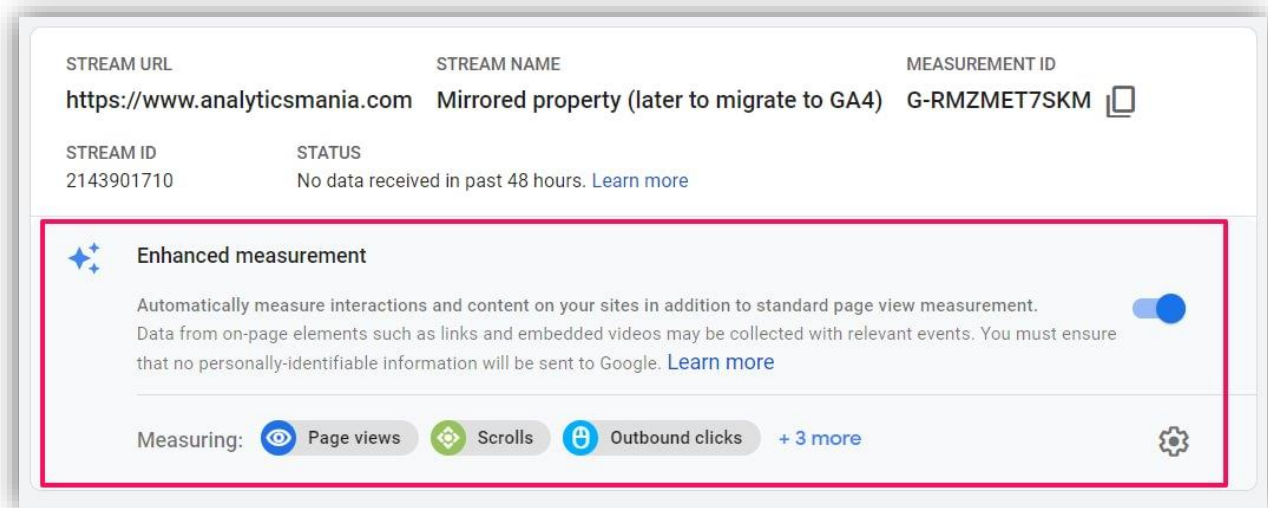 STREAM URL STREAM NAME MEASUREMENT ID
https://www.analyticsmania.com Mirrored property (later to migrate to GA4) G-RMZMET7SKM
STREAM ID STATUS
2143901710 No data received in past 48 hours. Learn more
Enhanced measurement
Automatically measure interactions and content on your sites in addition to standard page view measurement.
Data from on-page elements such as links and embedded videos may be collected with relevant events. You must ensure
that no personally-identifiable information will be sent to Google. Learn more
Measuring: Page views Scrolls Outbound clicks + 3 more